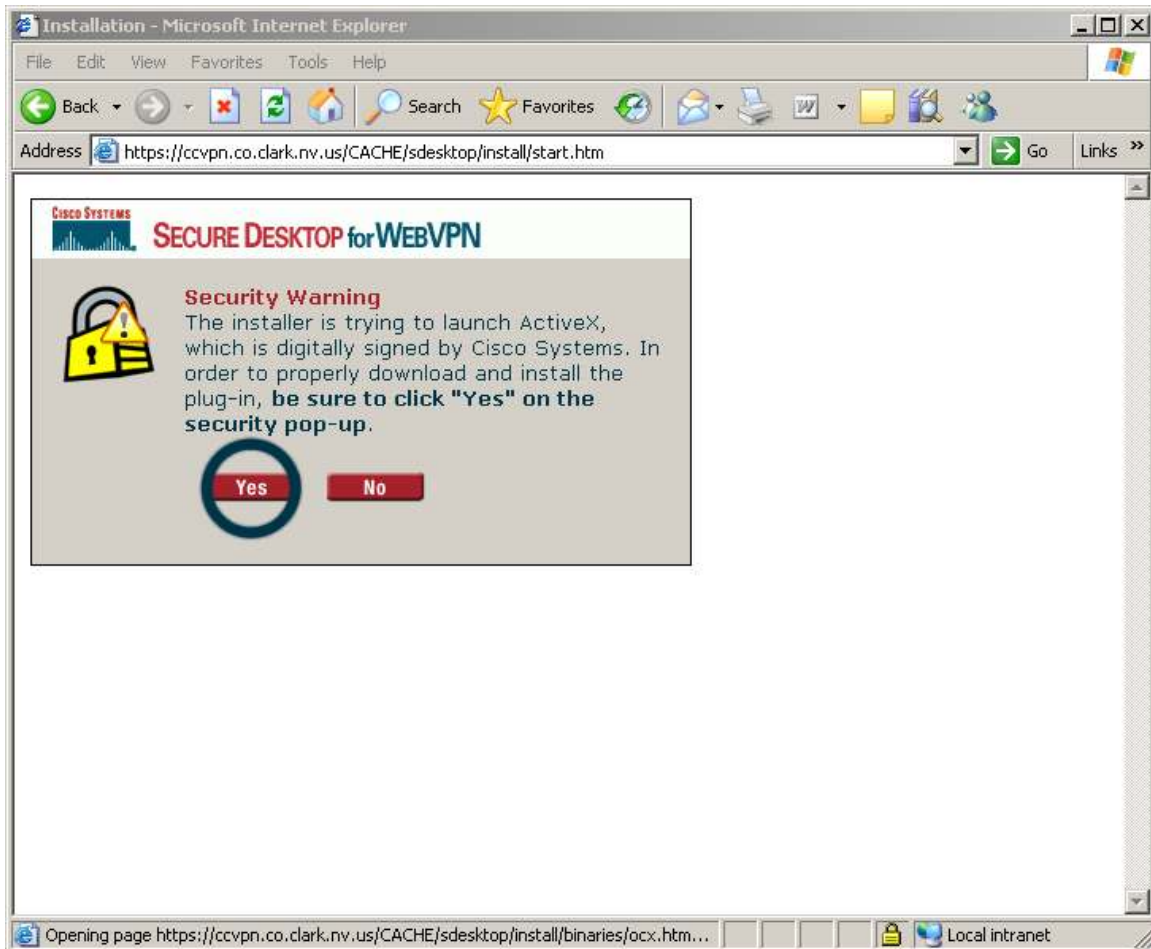 Installation - Microsoft Internet Explorer
File Edit View Favorites Tools Help
Back Search Favorites
Address https://ccvpn.co.clark.nv.us/CACHE/sdesktop/install/start.htm Go Links »
CISCO SYSTEMS
SECURE DESKTOP for WEBVPN
Security Warning
The installer is trying to launch ActiveX,
which is digitally signed by Cisco Systems. In
order to properly download and install the
plug-in, be sure to click "Yes" on the
security pop-up.
Yes No
Opening page https://ccvpn.co.clark.nv.us/CACHE/sdesktop/install/binaries/ocx.htm... Local intranet